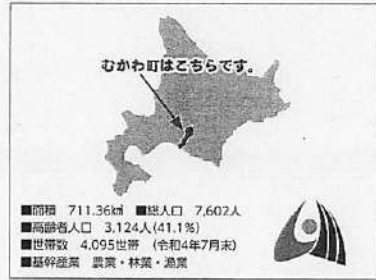 むかわ町はこちらです。
■面積 711.36㎢ ■総人口 7,602人
■高齢者人口 3,124人(41.1%)
■世帯数 4,095世帯 (令和4年7月末)
■基幹産業 農業・林業・漁業